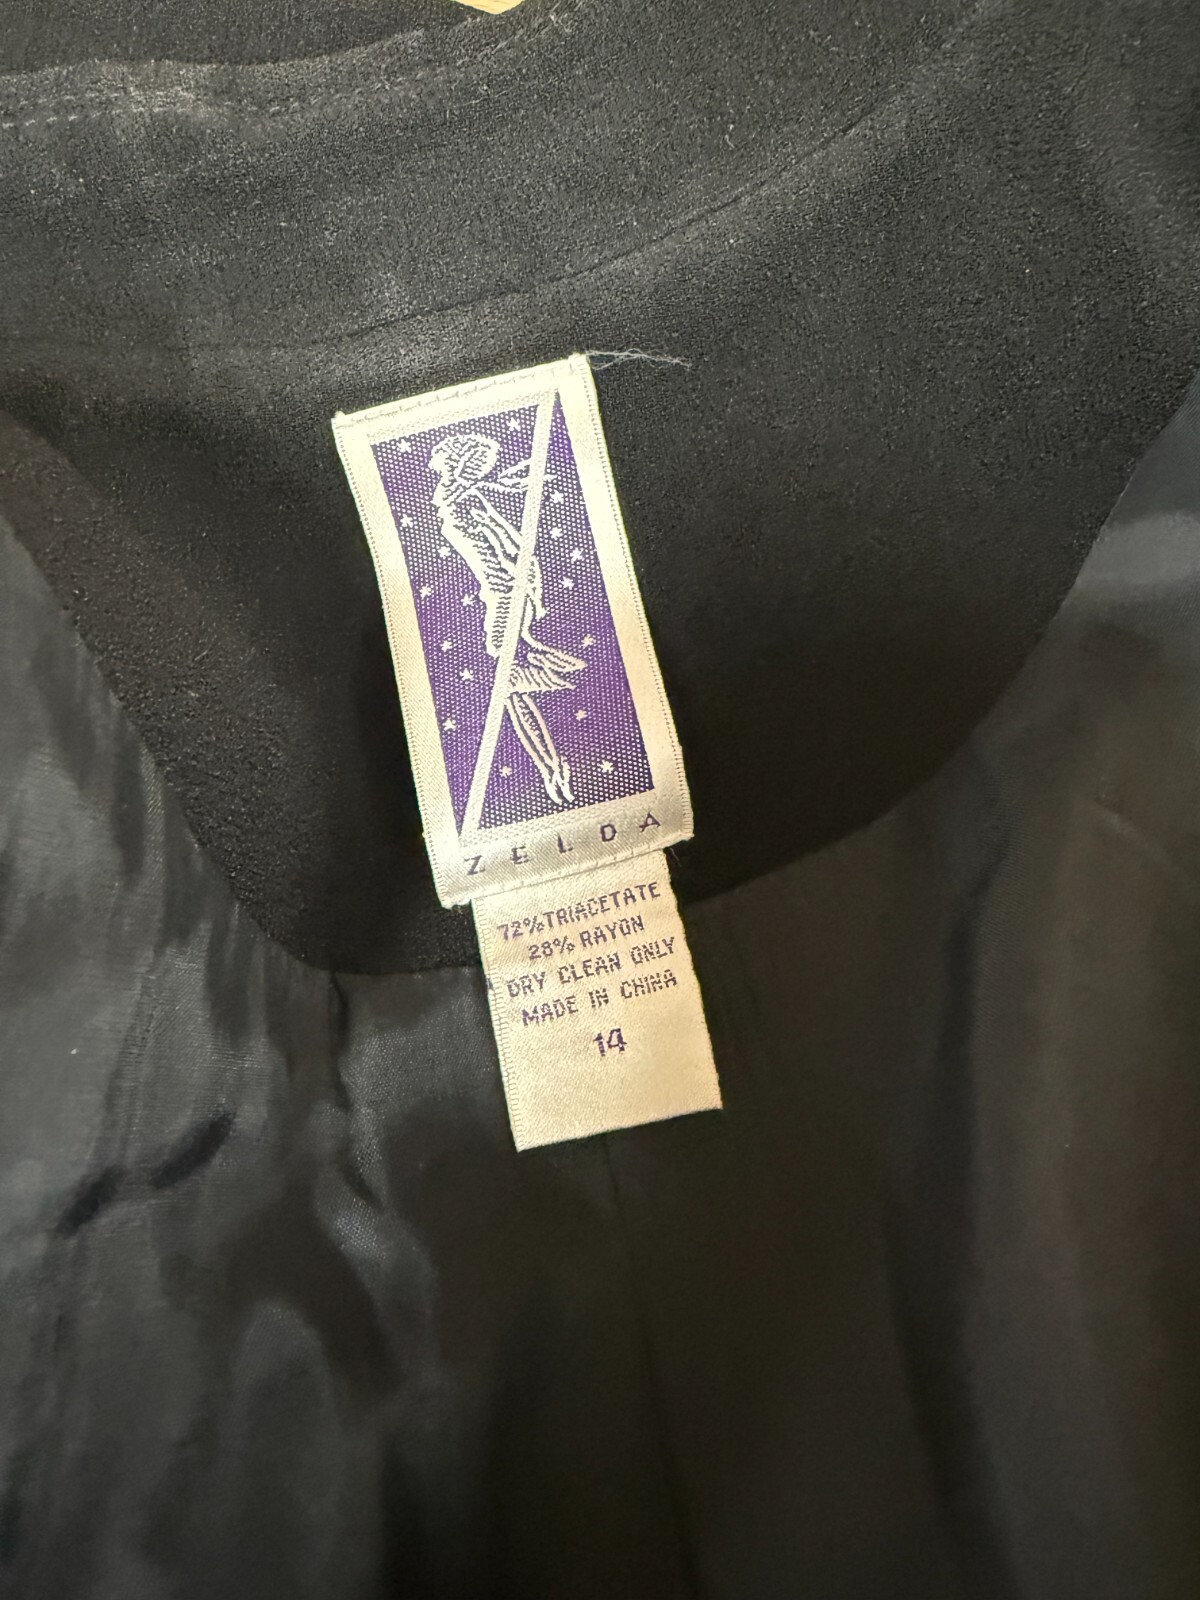 ZELDA
72% TRIACETATE
28% RAYON
DRY CLEAN ONLY
MADE IN CHINA
14